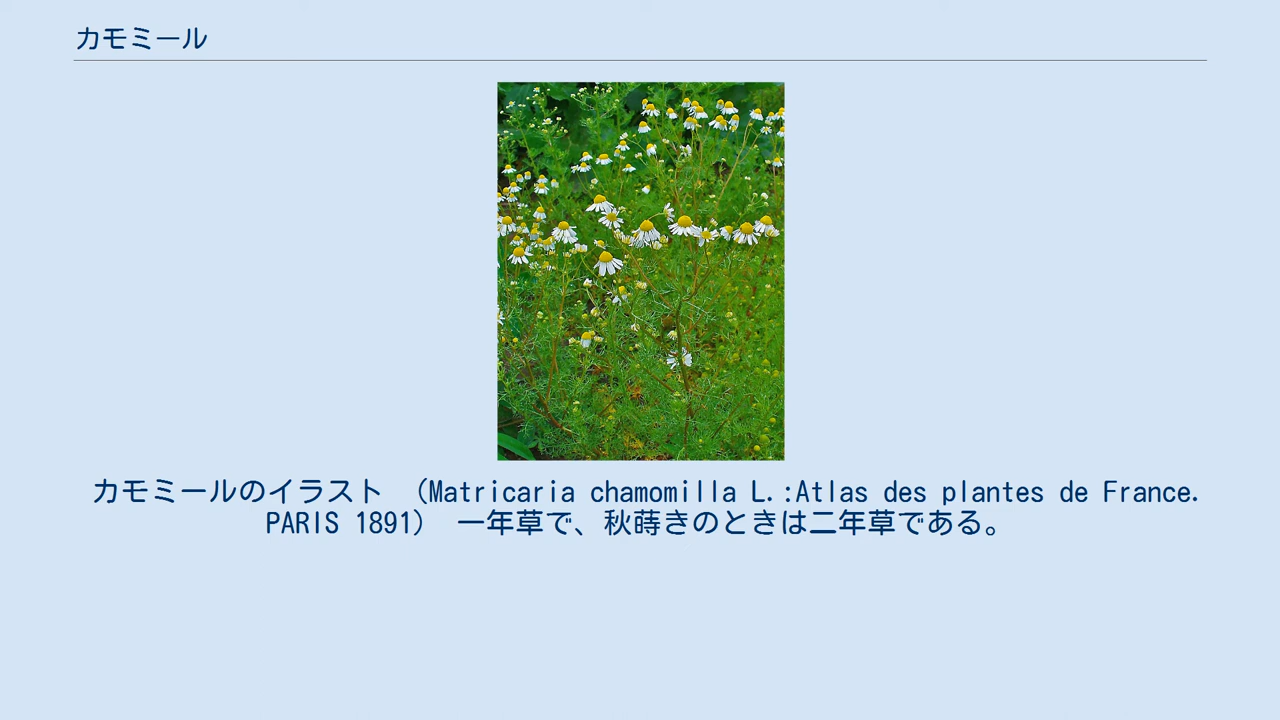 カモミール
カモミールのイラスト （Matricaria chamomilla L.:Atlas des plantes de France.
PARIS 1891） 一年草で、秋蒔きのときは二年草である。